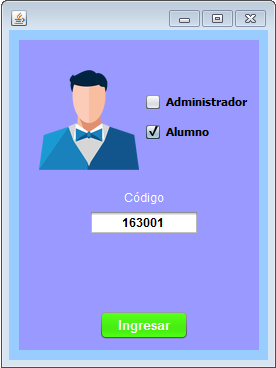 Administrador
Alumno
Código
163001
Ingresar